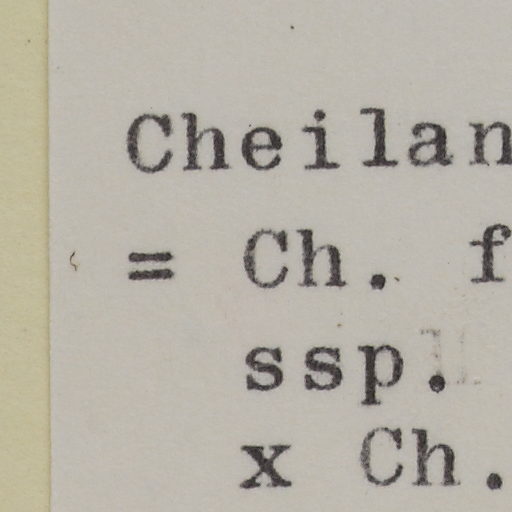 Cheilan
= Ch. f
ssp.
x Ch.